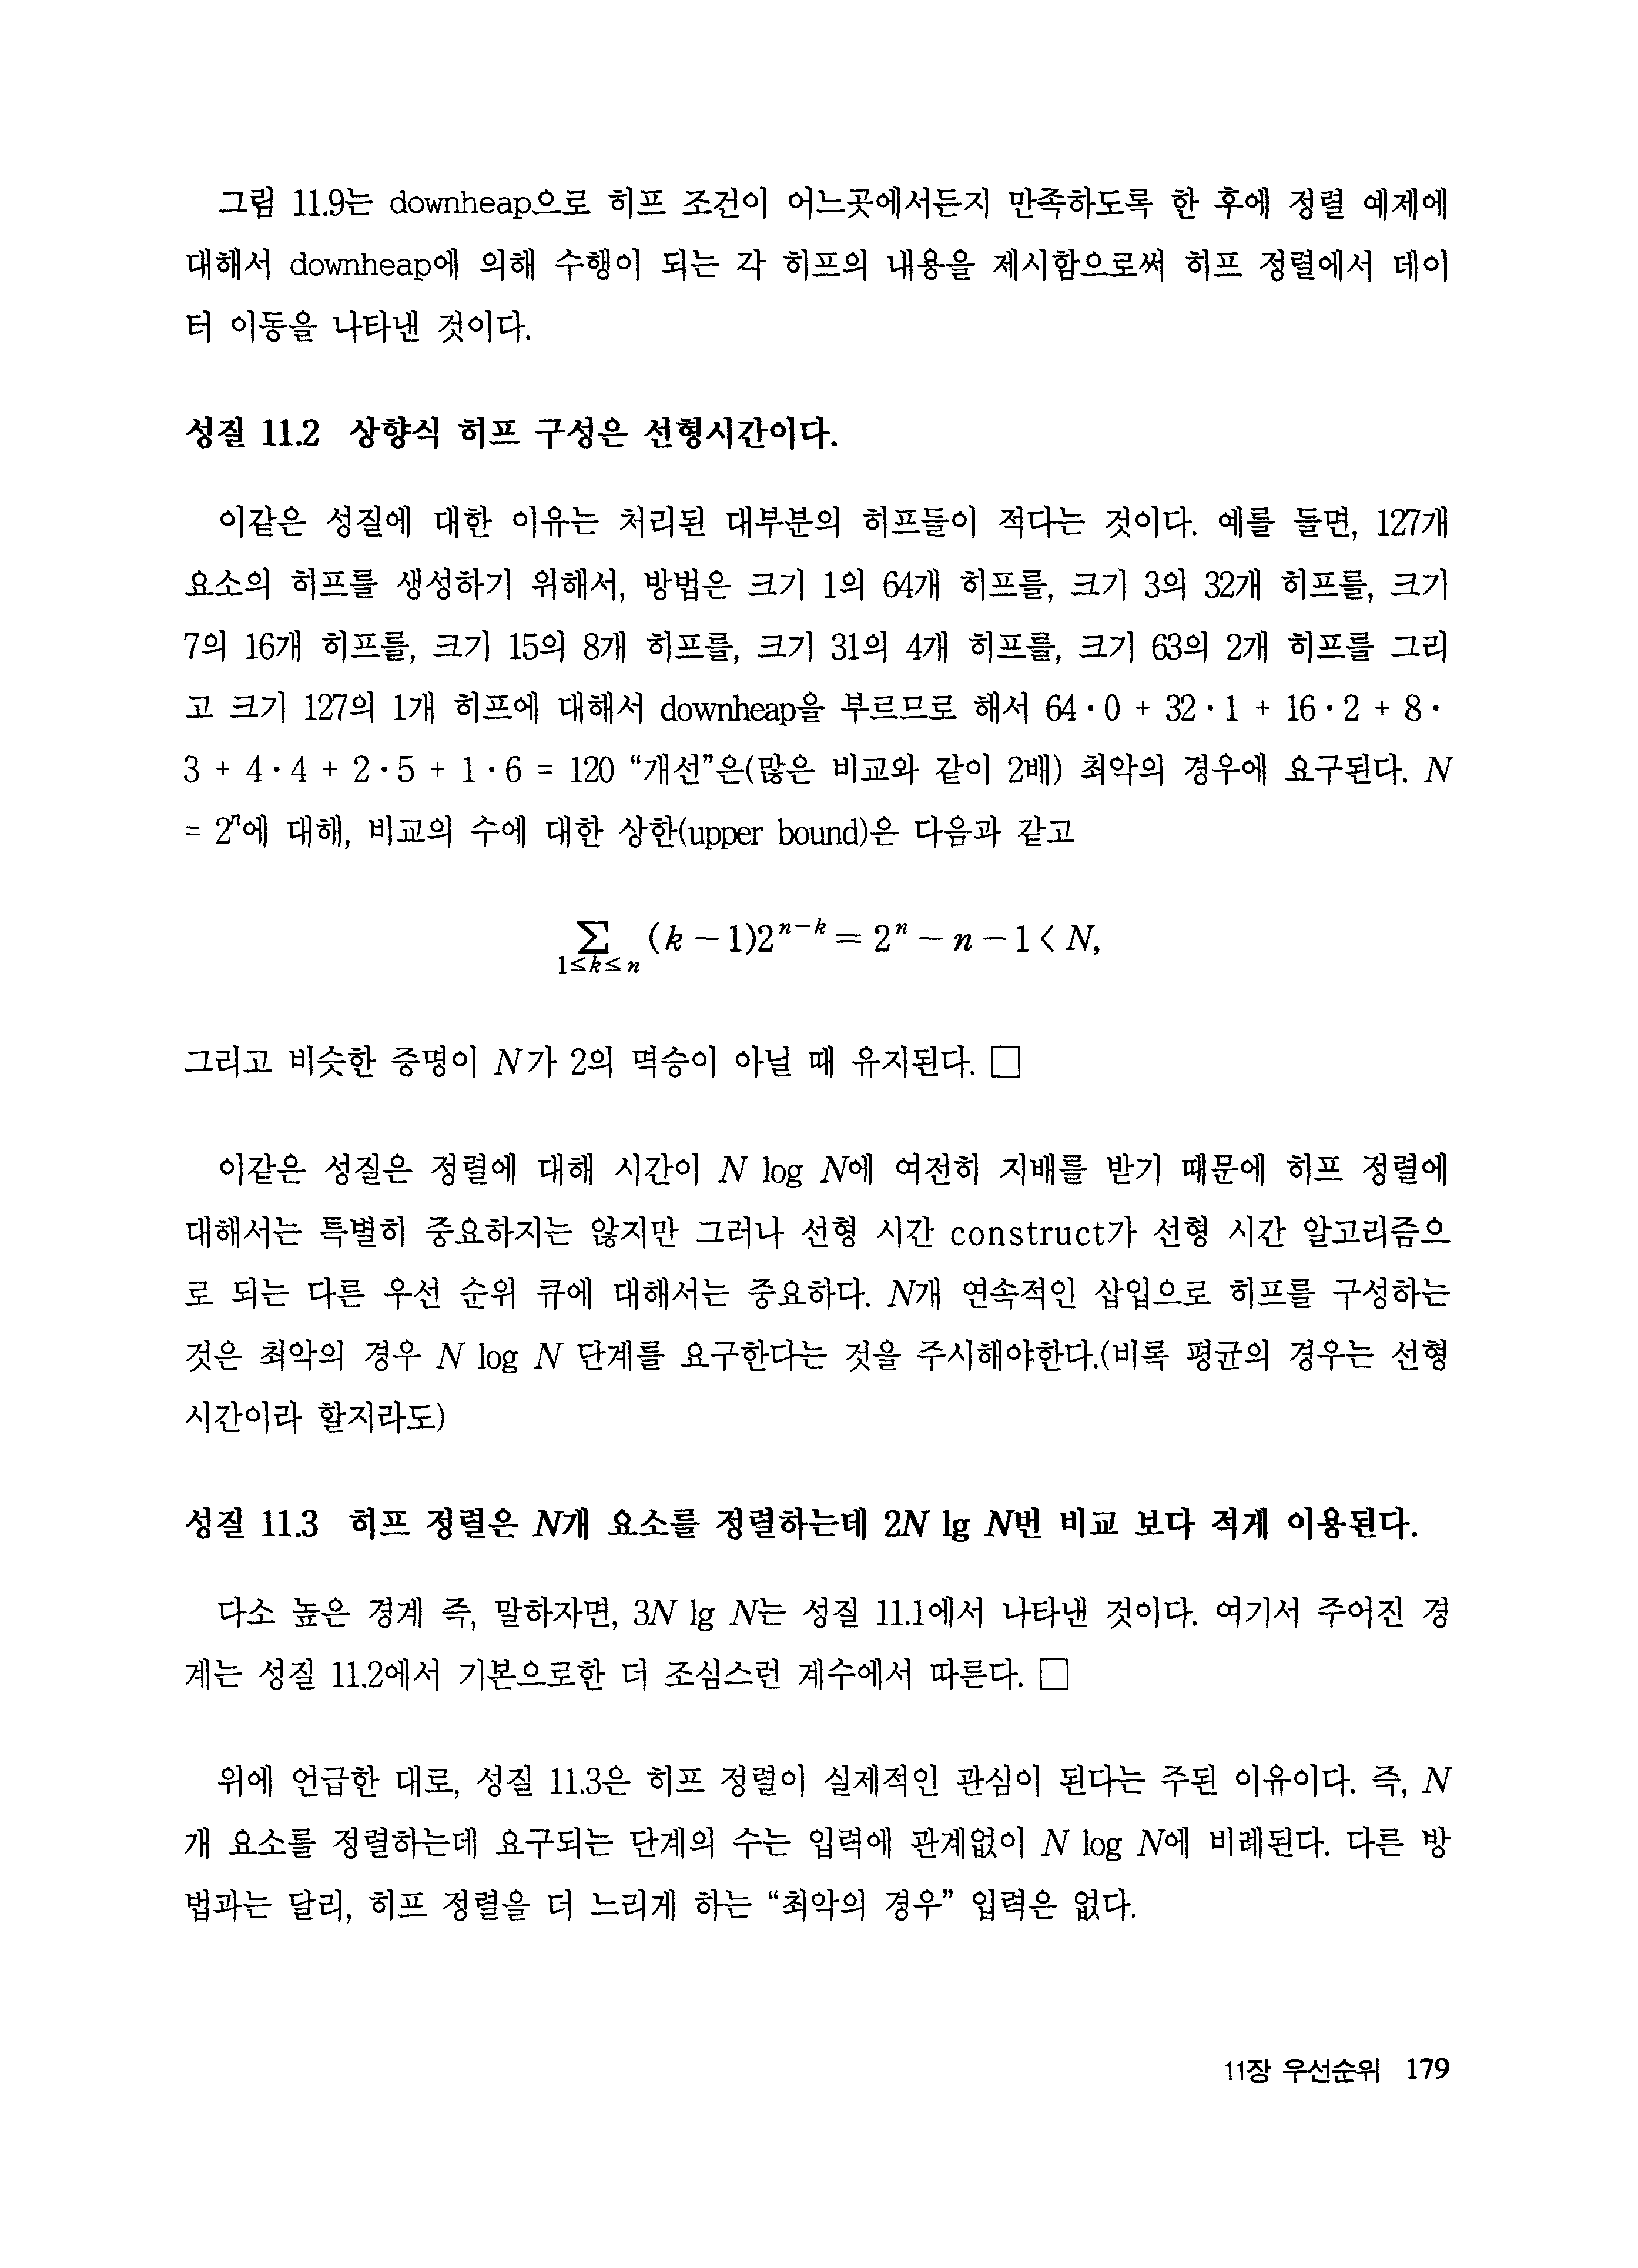 그림 11.9는 downheap으로 히프 조건이 어느곳에서든지 만족하도록 한 후에 정렬 예제에
대해서 downheap에 의해 수행이 되는 각 히프의 내용을 제시함으로써 히프 정렬에서 데이
터 이동을 나타낸 것이다.
성질 11.2 상향식 히프 구성은 선형시간이다.
이같은 성질에 대한 이유는 처리된 대부분의 히프들이 적다는 것이다. 예를 들면, 127개
요소의 히프를 생성하기 위해서, 방법은 크기 1의 64개 히프를, 크기 3의 32개 히프를, 크기
7의 16개 히프를, 크기 15의 8개 히프를, 크기 31의 4개 히프를, 크기 63의 2개 히프를 그리
고 크기 127의 1개 히프에 대해서 downheap을 부르므로 해서 64·0 + 32·1 + 16·2 + 8·
3 + 4·4 + 2·5 + 1·6 = 120 “개선”은(많은 비교와 같이 2배) 최악의 경우에 요구된다. N
= 2ⁿ에 대해, 비교의 수에 대한 상한(upper bound)은 다음과 같고
∑ (k − 1)2ⁿ⁻ᵏ = 2ⁿ − n − 1 < N,
1≤k≤n
그리고 비슷한 증명이 N가 2의 멱승이 아닐 때 유지된다. □
이같은 성질은 정렬에 대해 시간이 N log N에 여전히 지배를 받기 때문에 히프 정렬에
대해서는 특별히 중요하지는 않지만 그러나 선형 시간 construct가 선형 시간 알고리즘으
로 되는 다른 우선 순위 큐에 대해서는 중요하다. N개 연속적인 삽입으로 히프를 구성하는
것은 최악의 경우 N log N 단계를 요구한다는 것을 주시해야한다.(비록 평균의 경우는 선형
시간이라 할지라도)
성질 11.3 히프 정렬은 N개 요소를 정렬하는데 2N lg N번 비교 보다 적게 이용된다.
다소 높은 경계 즉, 말하자면, 3N lg N는 성질 11.1에서 나타낸 것이다. 여기서 주어진 경
계는 성질 11.2에서 기본으로한 더 조심스런 계수에서 따른다. □
위에 언급한 대로, 성질 11.3은 히프 정렬이 실제적인 관심이 된다는 주된 이유이다. 즉, N
개 요소를 정렬하는데 요구되는 단계의 수는 입력에 관계없이 N log N에 비례된다. 다른 방
법과는 달리, 히프 정렬을 더 느리게 하는 “최악의 경우” 입력은 없다.
11장 우선순위 179